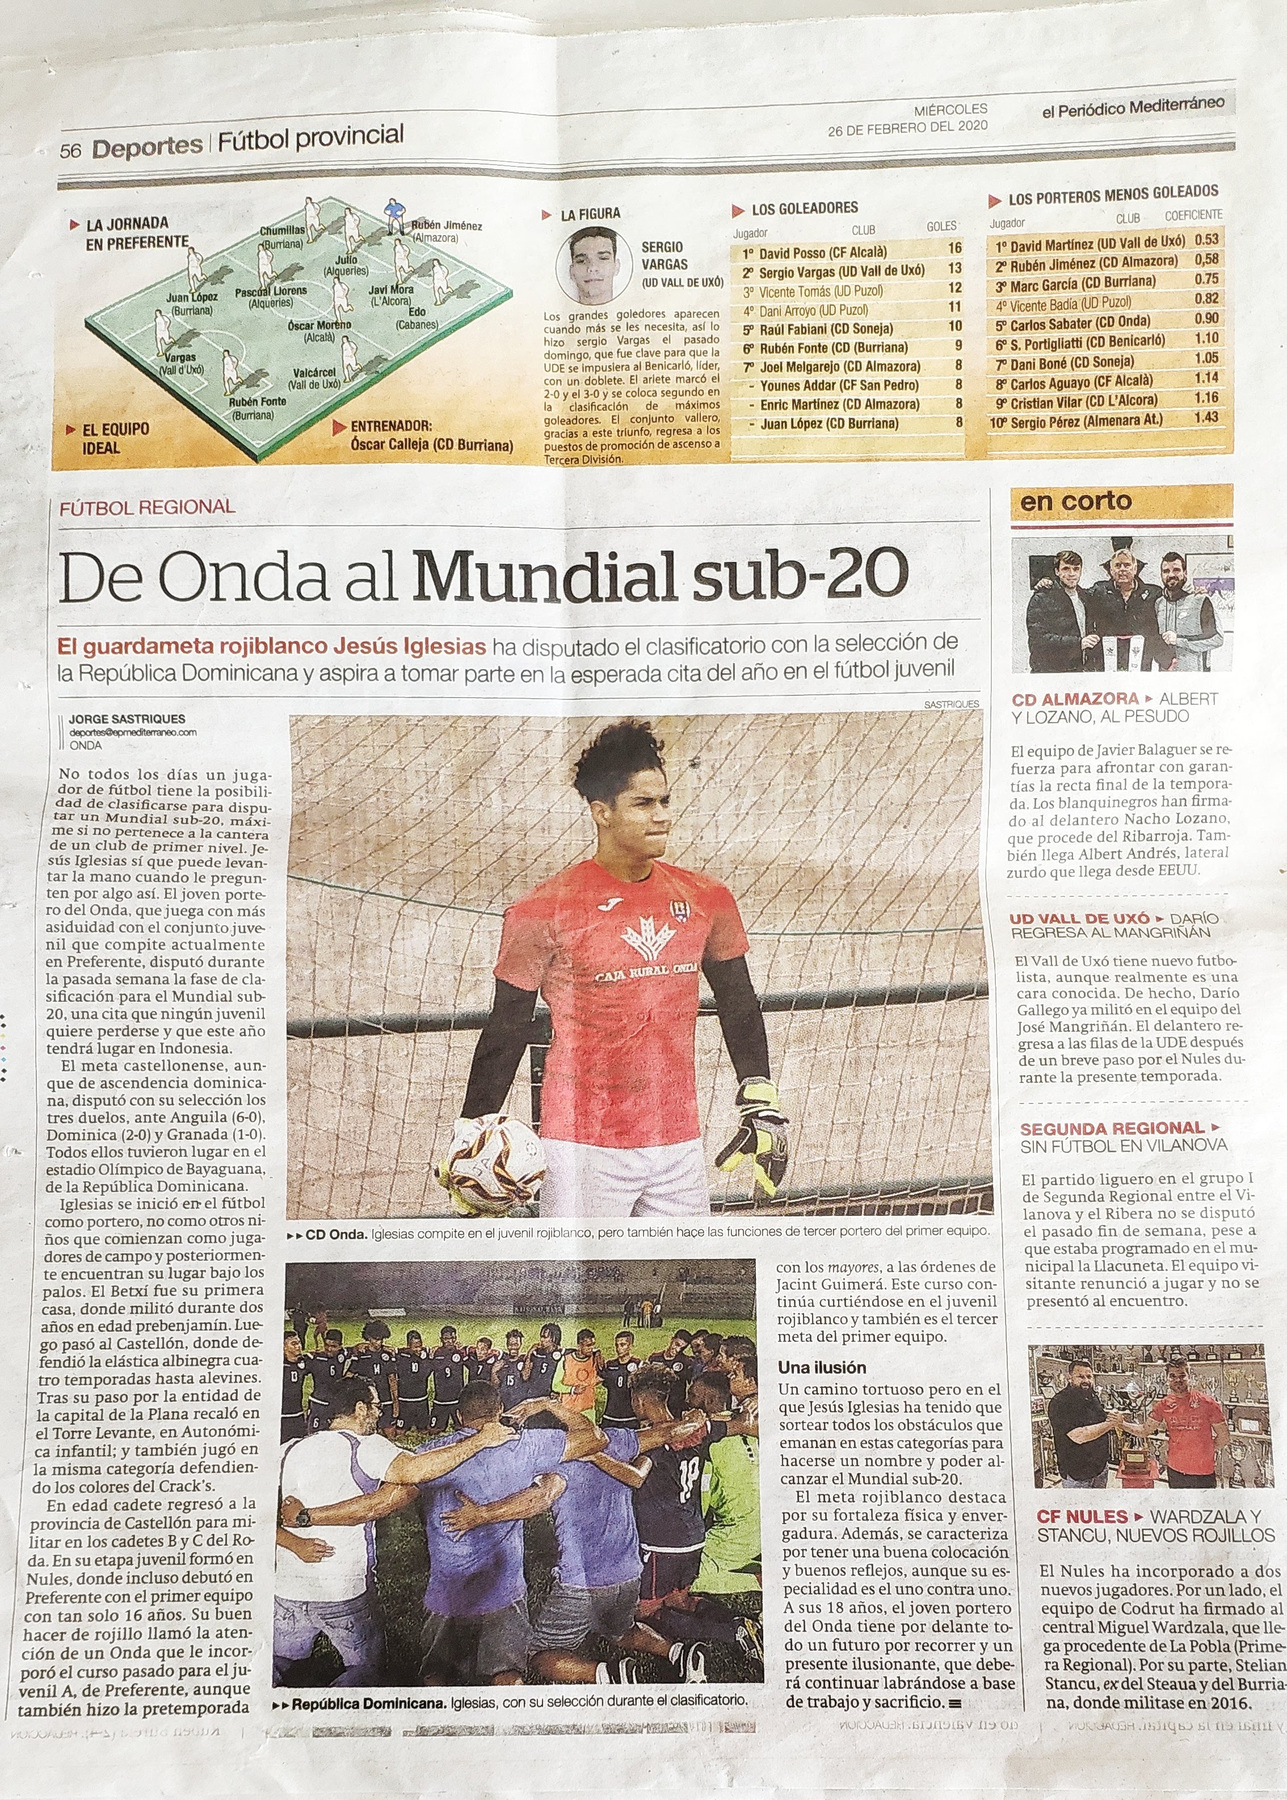 56 Deportes | Fútbol provincial
MIÉRCOLES
26 DE FEBRERO DEL 2020
el Periódico Mediterráneo
LA JORNADA
EN PREFERENTE
Chumillas
(Burriana)
Rubén Jiménez
(Almazora)
Julio
(Alqueries)
Juan López
(Burriana)
Pascual Llorens
(Alqueries)
Javi Mora
(L'Alcora)
Edo
(Cabanes)
Óscar Moreno
(Alcalà)
Vargas
(Vall d'Uxó)
Valcárcel
(Vall de Uxó)
Rubén Fonte
(Burriana)
EL EQUIPO
IDEAL
ENTRENADOR:
Óscar Calleja (CD Burriana)
LA FIGURA
SERGIO
VARGAS
(UD VALL DE UXÓ)
Los grandes goledores aparecen
cuando más se les necesita, así lo
hizo sergio Vargas el pasado
domingo, que fue clave para que la
UDE se impusiera al Benicarló, líder,
con un doblete. El ariete marcó el
2-0 y el 3-0 y se coloca segundo en
la clasificación de máximos
goleadores. El conjunto vallero,
gracias a este triunfo, regresa a los
puestos de promoción de ascenso a
Tercera División.
LOS GOLEADORES
Jugador CLUB GOLES
1º David Posso (CF Alcalà) 16
2º Sergio Vargas (UD Vall de Uxó) 13
3º Vicente Tomás (UD Puzol) 12
4º Dani Arroyo (UD Puzol) 11
5º Raúl Fabiani (CD Soneja) 10
6º Rubén Fonte (CD (Burriana) 9
7º Joel Melgarejo (CD Almazora) 8
- Younes Addar (CF San Pedro) 8
- Enric Martínez (CD Almazora) 8
- Juan López (CD Burriana) 8
LOS PORTEROS MENOS GOLEADOS
Jugador CLUB COEFICIENTE
1º David Martínez (UD Vall de Uxó) 0.53
2º Rubén Jiménez (CD Almazora) 0,58
3º Marc García (CD Burriana) 0.75
4º Vicente Badía (UD Puzol) 0.82
5º Carlos Sabater (CD Onda) 0.90
6º S. Portigliatti (CD Benicarló) 1.10
7º Dani Boné (CD Soneja) 1.05
8º Carlos Aguayo (CF Alcalà) 1.14
9º Cristian Vilar (CD L'Alcora) 1.16
10º Sergio Pérez (Almenara At.) 1.43
FÚTBOL REGIONAL
De Onda al Mundial sub-20
El guardameta rojiblanco Jesús Iglesias ha disputado el clasificatorio con la selección de
la República Dominicana y aspira a tomar parte en la esperada cita del año en el fútbol juvenil
JORGE SASTRIQUES
deportes@epmediterraneo.com
ONDA
No todos los días un juga-
dor de fútbol tiene la posibili-
dad de clasificarse para dispu-
tar un Mundial sub-20, máxi-
me si no pertenece a la cantera
de un club de primer nivel. Je-
sús Iglesias sí que puede levan-
tar la mano cuando le pregun-
ten por algo así. El joven porte-
ro del Onda, que juega con más
asiduidad con el conjunto juve-
nil que compite actualmente
en Preferente, disputó durante
la pasada semana la fase de cla-
sificación para el Mundial sub-
20, una cita que ningún juvenil
quiere perderse y que este año
tendrá lugar en Indonesia.
El meta castellonense, aun-
que de ascendencia dominica-
na, disputó con su selección los
tres duelos, ante Anguila (6-0),
Dominica (2-0) y Granada (1-0).
Todos ellos tuvieron lugar en el
estadio Olímpico de Bayaguana,
de la República Dominicana.
Iglesias se inició en el fútbol
como portero, no como otros ni-
ños que comienzan como juga-
dores de campo y posteriormen-
te encuentran su lugar bajo los
palos. El Betxí fue su primera
casa, donde militó durante dos
años en edad prebenjamín. Lue-
go pasó al Castellón, donde de-
fendió la elástica albinegra cua-
tro temporadas hasta alevines.
Tras su paso por la entidad de
la capital de la Plana recaló en
el Torre Levante, en Autonómi-
ca infantil; y también jugó en
la misma categoría defendien-
do los colores del Crack's.
En edad cadete regresó a la
provincia de Castellón para mi-
litar en los cadetes B y C del Ro-
da. En su etapa juvenil formó en
Nules, donde incluso debutó en
Preferente con el primer equipo
con tan solo 16 años. Su buen
hacer de rojillo llamó la aten-
ción de un Onda que le incor-
poró el curso pasado para el ju-
venil A, de Preferente, aunque
también hizo la pretemporada
SASTRIQUES
CAJA RURAL ONDA
CD Onda. Iglesias compite en el juvenil rojiblanco, pero también hace las funciones de tercer portero del primer equipo.
República Dominicana. Iglesias, con su selección durante el clasificatorio.
con los mayores, a las órdenes de
Jacint Guimerá. Este curso con-
tinúa curtiéndose en el juvenil
rojiblanco y también es el tercer
meta del primer equipo.
Una ilusión
Un camino tortuoso pero en el
que Jesús Iglesias ha tenido que
sortear todos los obstáculos que
emanan en estas categorías para
hacerse un nombre y poder al-
canzar el Mundial sub-20.
El meta rojiblanco destaca
por su fortaleza física y enver-
gadura. Además, se caracteriza
por tener una buena colocación
y buenos reflejos, aunque su es-
pecialidad es el uno contra uno.
A sus 18 años, el joven portero
del Onda tiene por delante to-
do un futuro por recorrer y un
presente ilusionante, que debe-
rá continuar labrándose a base
de trabajo y sacrificio.
en corto
CD ALMAZORA ALBERT
Y LOZANO, AL PESUDO
El equipo de Javier Balaguer se re-
fuerza para afrontar con garan-
tías la recta final de la tempora-
da. Los blanquinegros han firma-
do al delantero Nacho Lozano,
que procede del Ribarroja. Tam-
bién llega Albert Andrés, lateral
zurdo que llega desde EEUU.
UD VALL DE UXÓ DARÍO
REGRESA AL MANGRIÑÁN
El Vall de Uxó tiene nuevo futbo-
lista, aunque realmente es una
cara conocida. De hecho, Darío
Gallego ya militó en el equipo del
José Mangriñán. El delantero re-
gresa a las filas de la UDE después
de un breve paso por el Nules du-
rante la presente temporada.
SEGUNDA REGIONAL
SIN FÚTBOL EN VILANOVA
El partido liguero en el grupo I
de Segunda Regional entre el Vi-
lanova y el Ribera no se disputó
el pasado fin de semana, pese a
que estaba programado en el mu-
nicipal la Llacuneta. El equipo vi-
sitante renunció a jugar y no se
presentó al encuentro.
CF NULES WARDZALA Y
STANCU, NUEVOS ROJILLOS
El Nules ha incorporado a dos
nuevos jugadores. Por un lado, el
equipo de Codrut ha firmado al
central Miguel Wardzala, que lle-
ga procedente de La Pobla (Prime-
ra Regional). Por su parte, Stelian
Stancu, ex del Steaua y del Burria-
na, donde militase en 2016.